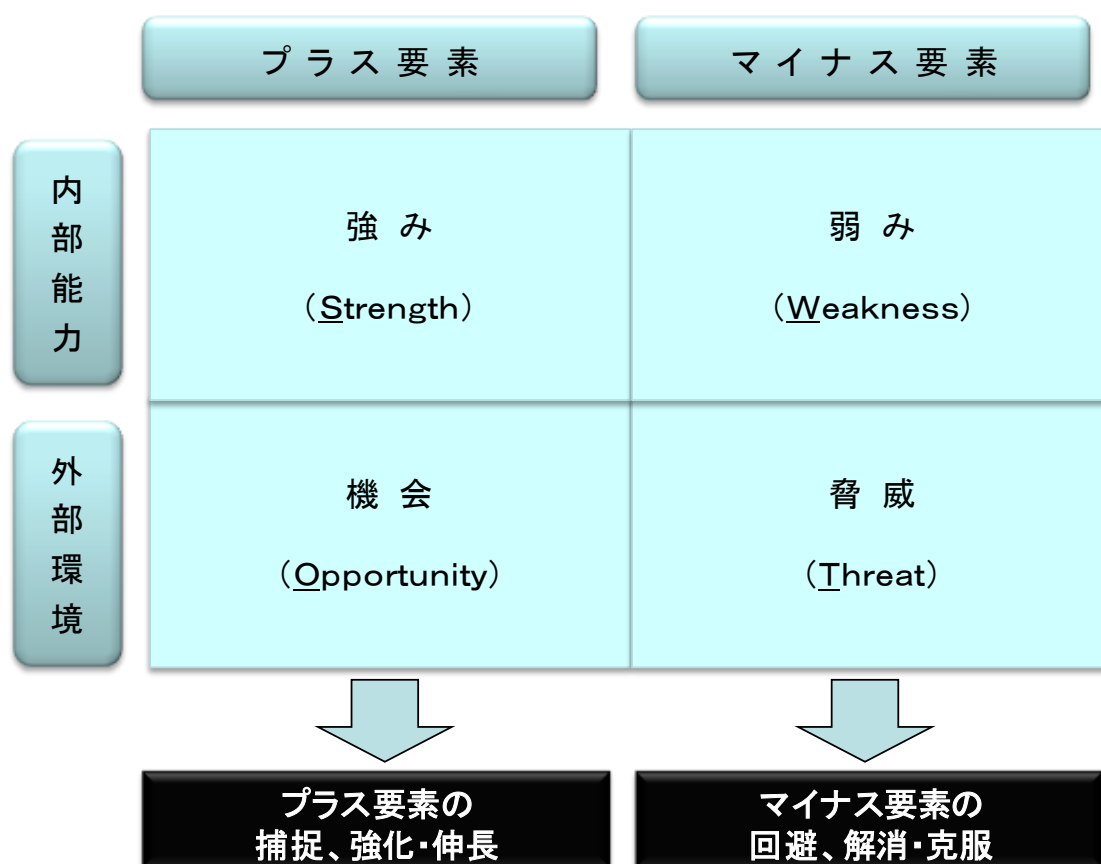 プラス要素
マイナス要素
内部能力
強み
(Strength)
弱み
(Weakness)
外部環境
機会
(Opportunity)
脅威
(Threat)
プラス要素の
捕捉、強化・伸長
マイナス要素の
回避、解消・克服